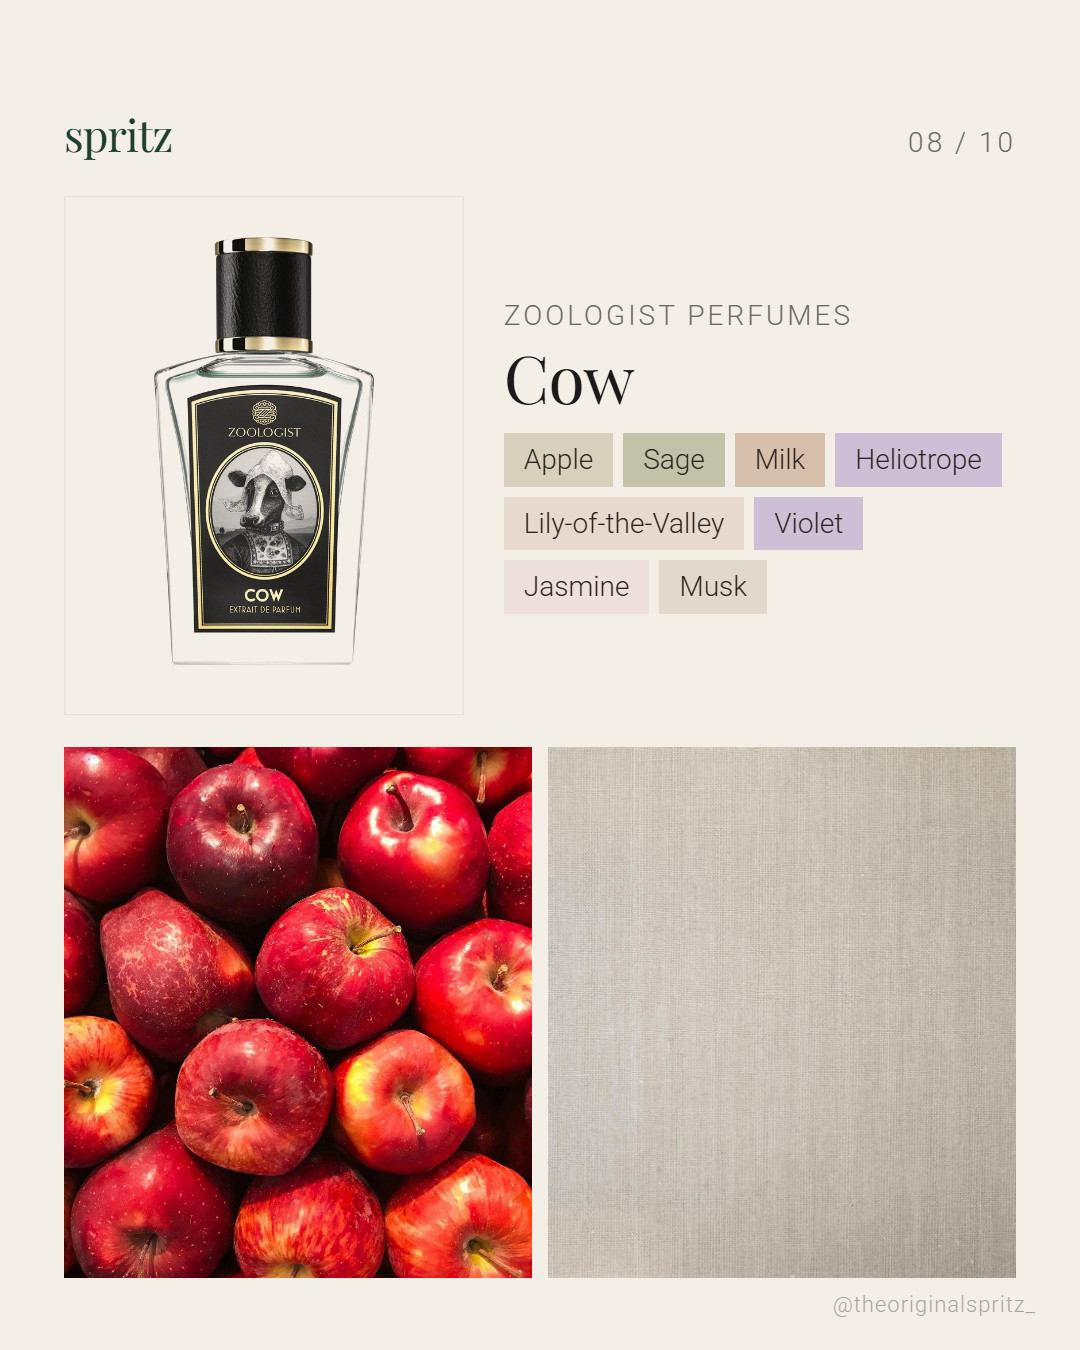 spritz
08 / 10
ZOOLOGIST
COW
EXTRAIT DE PARFUM
ZOOLOGIST PERFUMES
Cow
Apple Sage Milk Heliotrope
Lily-of-the-Valley Violet
Jasmine Musk
@theoriginalspritz_